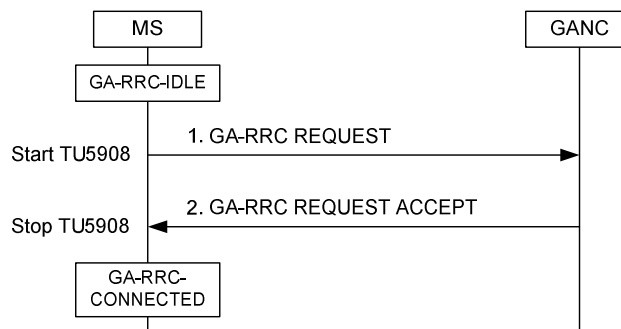 MS
GANC
GA-RRC-IDLE
1. GA-RRC REQUEST
Start TU5908
2. GA-RRC REQUEST ACCEPT
Stop TU5908
GA-RRC-
CONNECTED